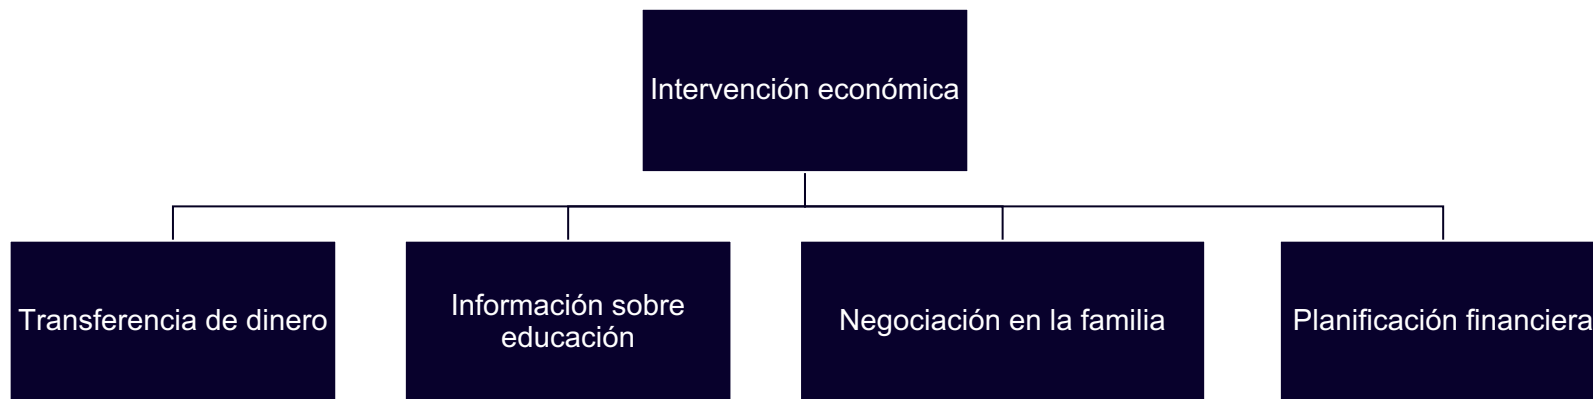 Intervención económica
Transferencia de dinero
Información sobre
educación
Negociación en la familia
Planificación financiera